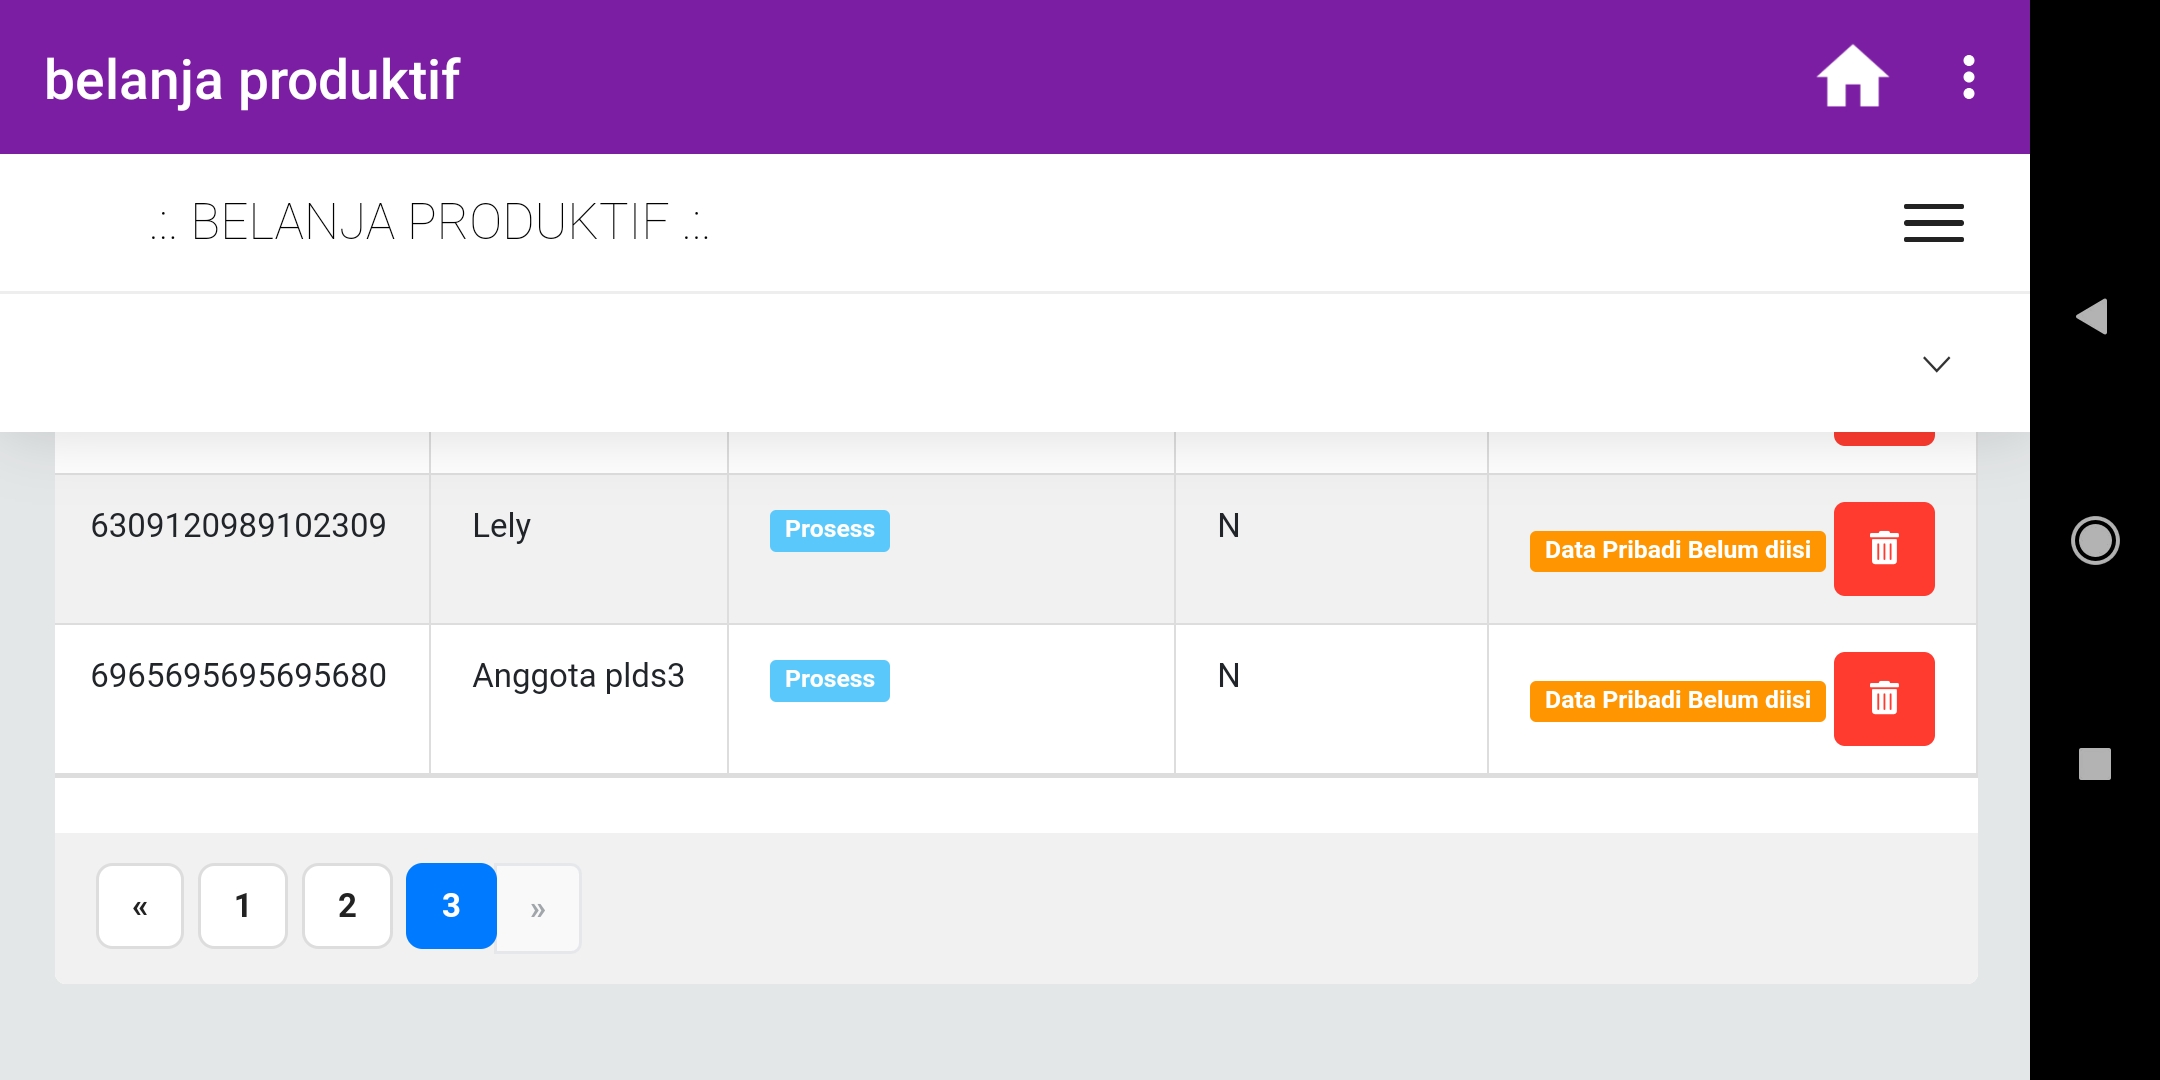 belanja produktif
.:. BELANJA PRODUKTIF .:.
6309120989102309 Lely Prosess N Data Pribadi Belum diisi
6965695695695680 Anggota plds3 Prosess N Data Pribadi Belum diisi
« 1 2 3 »